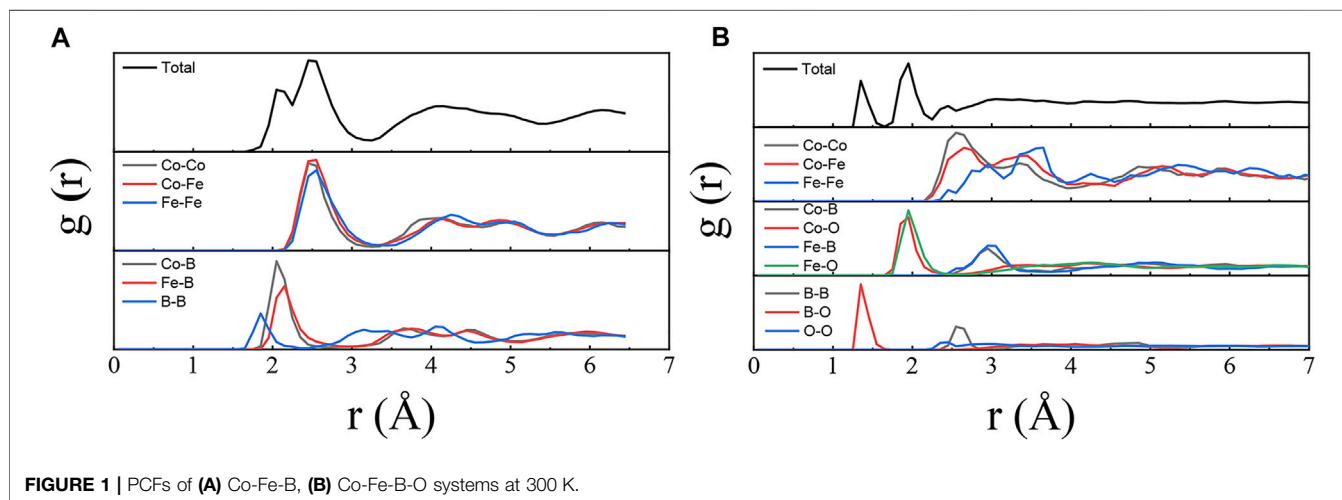 A
Total
Co-Co
Co-Fe
Fe-Fe
Co-B
Fe-B
B-B
g (r)
0 1 2 3 4 5 6 7
r (Å)
B
Total
Co-Co
Co-Fe
Fe-Fe
Co-B
Co-O
Fe-B
Fe-O
B-B
B-O
O-O
g (r)
0 1 2 3 4 5 6 7
r (Å)
FIGURE 1 | PCFs of (A) Co-Fe-B, (B) Co-Fe-B-O systems at 300 K.